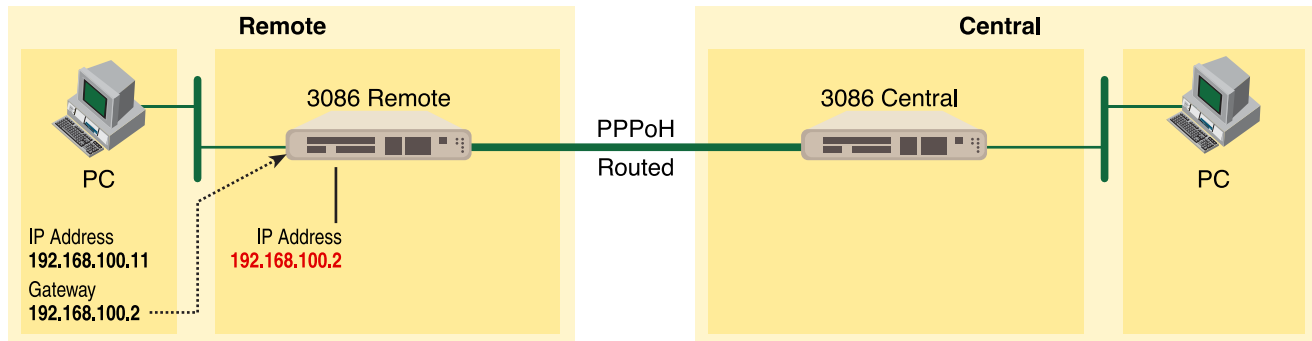 Remote
3086 Remote
PC
IP Address
192.168.100.11
Gateway
192.168.100.2
IP Address
192.168.100.2
PPPoH
Routed
Central
3086 Central
PC